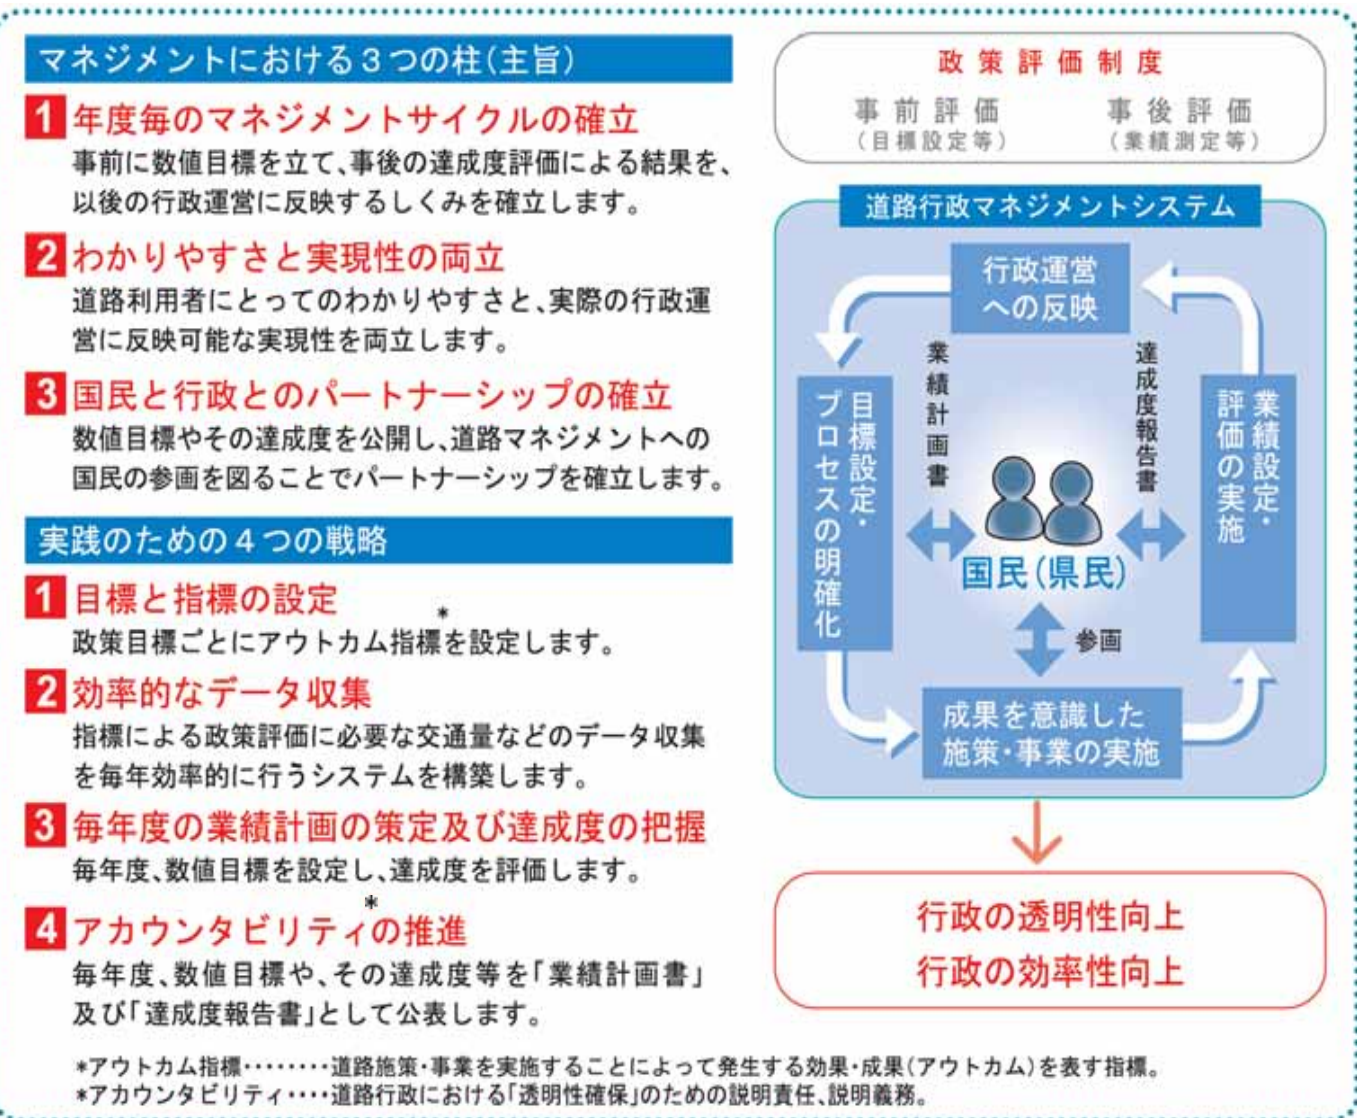 マネジメントにおける3つの柱(主旨)
1 年度毎のマネジメントサイクルの確立
事前に数値目標を立て、事後の達成度評価による結果を、
以後の行政運営に反映するしくみを確立します。
2 わかりやすさと実現性の両立
道路利用者にとってのわかりやすさと、実際の行政運
営に反映可能な実現性を両立します。
3 国民と行政とのパートナーシップの確立
数値目標やその達成度を公開し、道路マネジメントへの
国民の参画を図ることでパートナーシップを確立します。
実践のための4つの戦略
1 目標と指標の設定
政策目標ごとにアウトカム指標*を設定します。
2 効率的なデータ収集
指標による政策評価に必要な交通量などのデータ収集
を毎年効率的に行うシステムを構築します。
3 毎年度の業績計画の策定及び達成度の把握
毎年度、数値目標を設定し、達成度を評価します。
4 アカウンタビリティ*の推進
毎年度、数値目標や、その達成度等を「業績計画書」
及び「達成度報告書」として公表します。
政策評価制度
事前評価 事後評価
(目標設定等) (業績測定等)
道路行政マネジメントシステム
行政運営
への反映
目標設定・
プロセスの明確化
業績計画書
達成度報告書
業績設定・
評価の実施
国民(県民)
参画
成果を意識した
施策・事業の実施
行政の透明性向上
行政の効率性向上
*アウトカム指標‥‥‥‥道路施策・事業を実施することによって発生する効果・成果(アウトカム)を表す指標。
*アカウンタビリティ‥‥道路行政における「透明性確保」のための説明責任、説明義務。